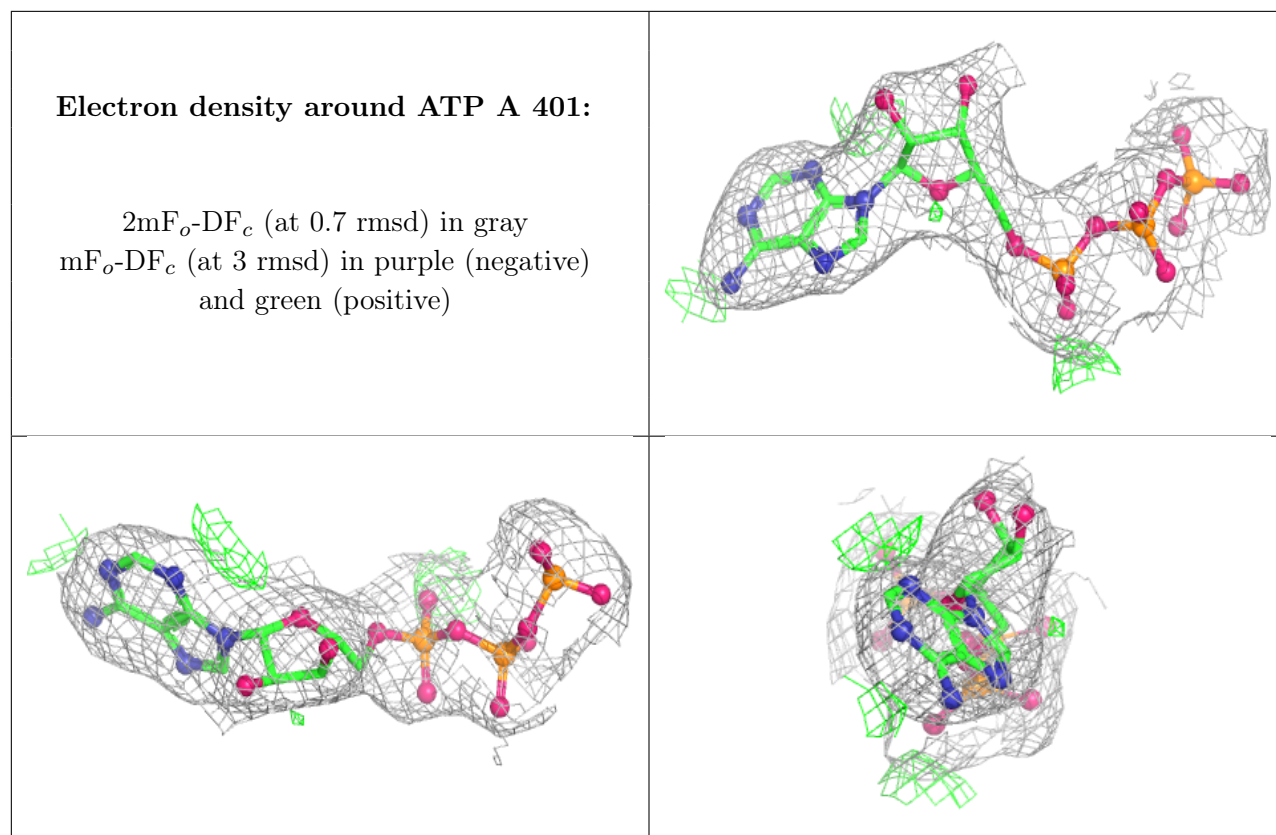 Electron density around ATP A 401:
2mFₒ-DF𝒸 (at 0.7 rmsd) in gray
mFₒ-DF𝒸 (at 3 rmsd) in purple (negative)
and green (positive)